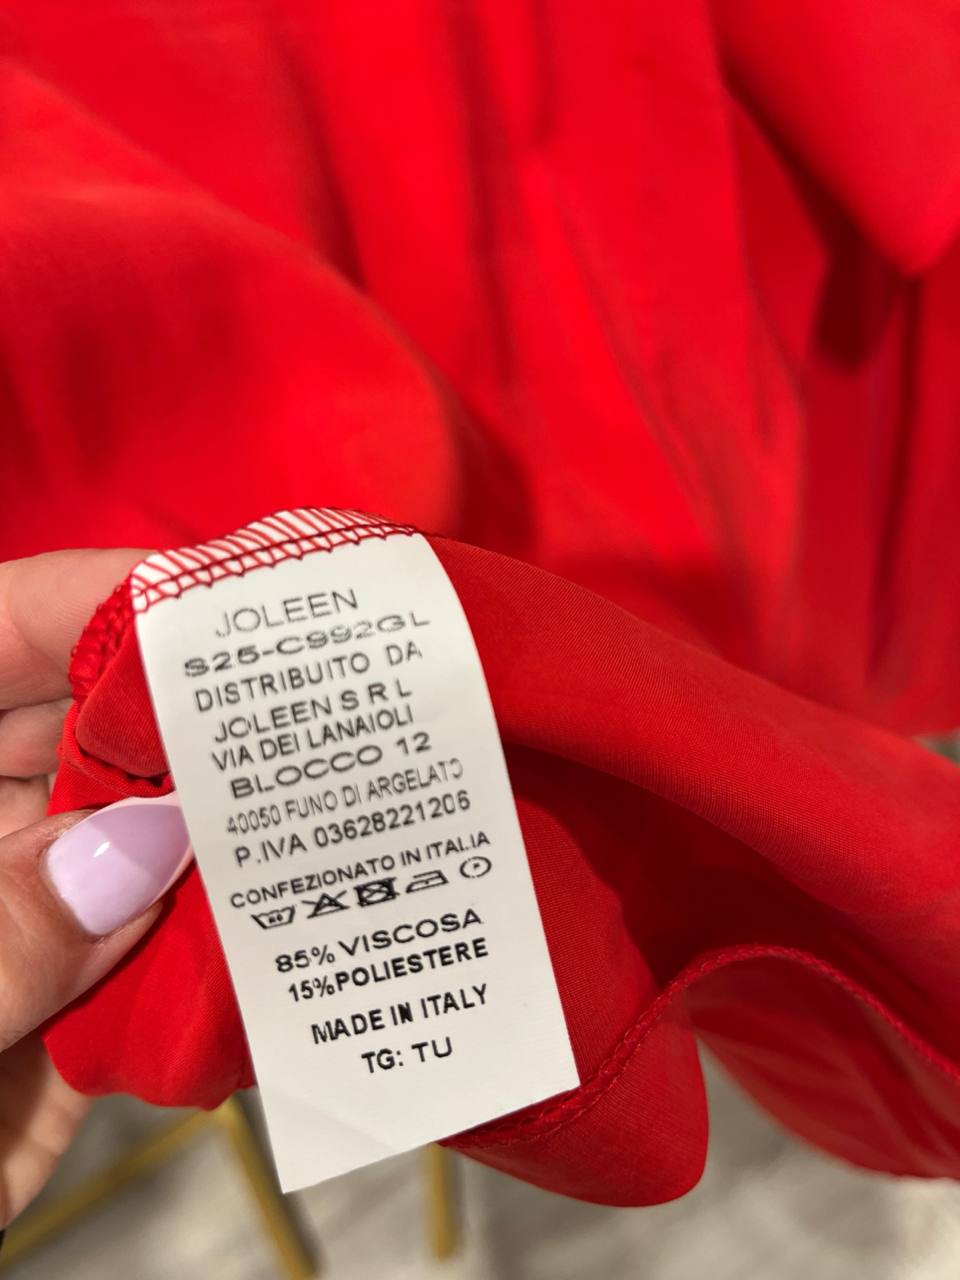 JOLEEN
S25-C992GL
DISTRIBUITO DA
JOLEEN S R L
VIA DEI LANAIOLI
BLOCCO 12
40050 FUNO DI ARGELATO
P.IVA 03628221206
CONFEZIONATO IN ITALIA
85% VISCOSA
15%POLIESTERE
MADE IN ITALY
TG: TU